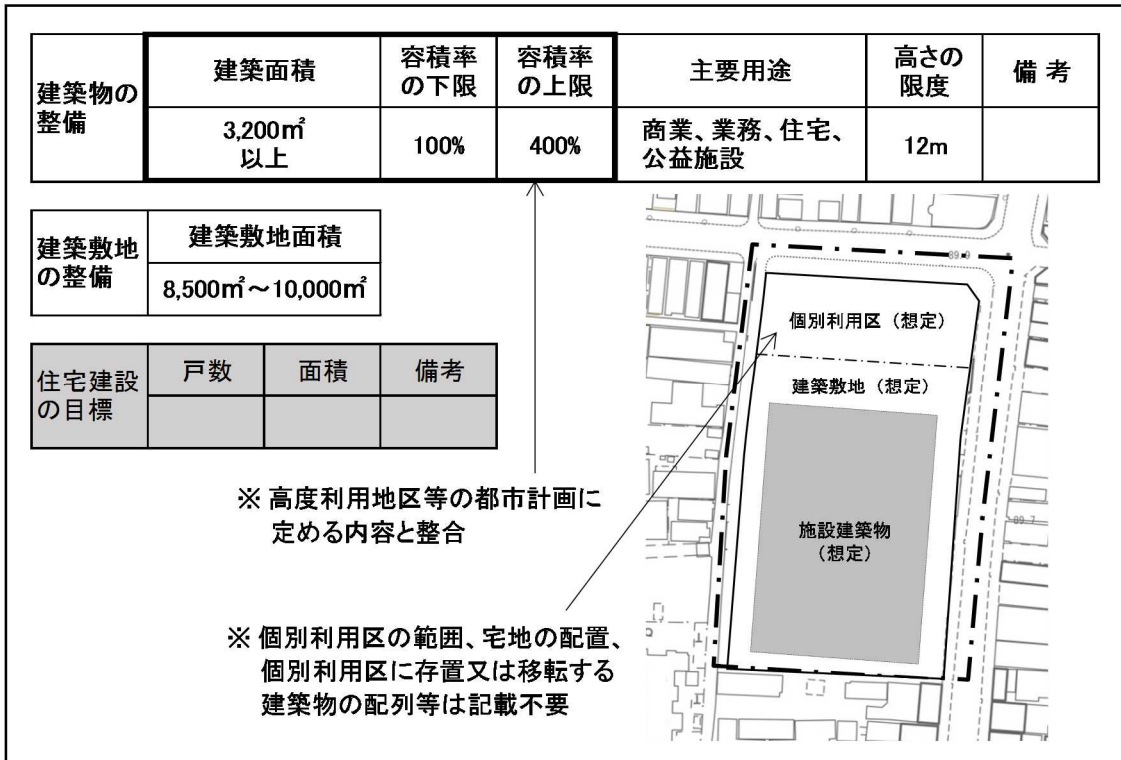 建築物の
整備
建築面積
容積率
の下限
容積率
の上限
主要用途
高さの
限度
備 考
3,200㎡
以上
100%
400%
商業、業務、住宅、
公益施設
12m
建築敷地
の整備
建築敷地面積
8,500㎡～10,000㎡
住宅建設
の目標
戸数
面積
備考
※ 高度利用地区等の都市計画に
定める内容と整合
※ 個別利用区の範囲、宅地の配置、
個別利用区に存置又は移転する
建築物の配列等は記載不要
89.9
個別利用区（想定）
建築敷地（想定）
施設建築物
（想定）
89.7